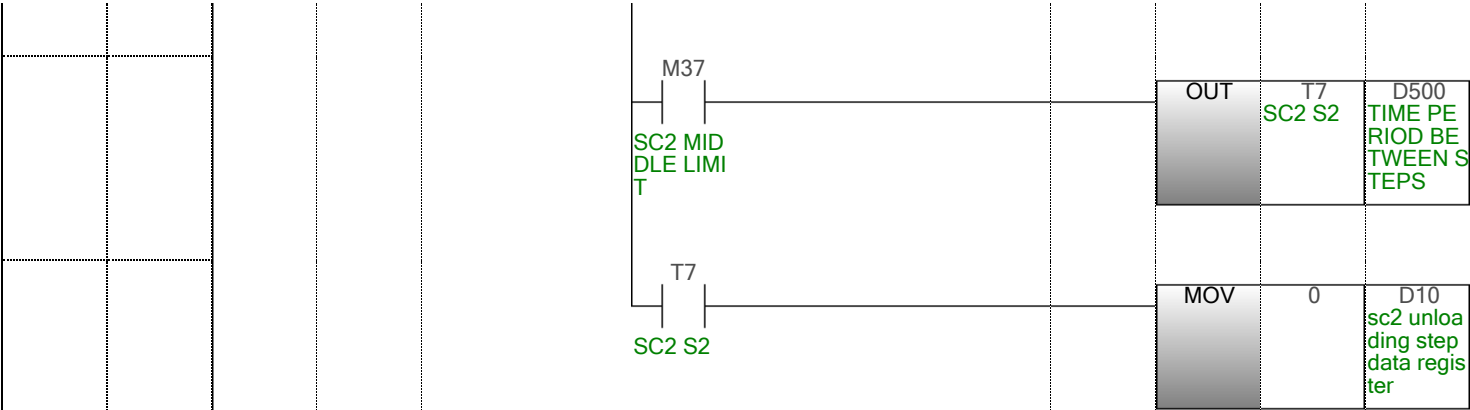 M37
OUT T7 D500
SC2 S2 TIME PE
RIOD BE
TWEEN S
TEPS
SC2 MID
DLE LIMI
T
T7
MOV 0 D10
sc2 unloa
ding step
data regis
ter
SC2 S2